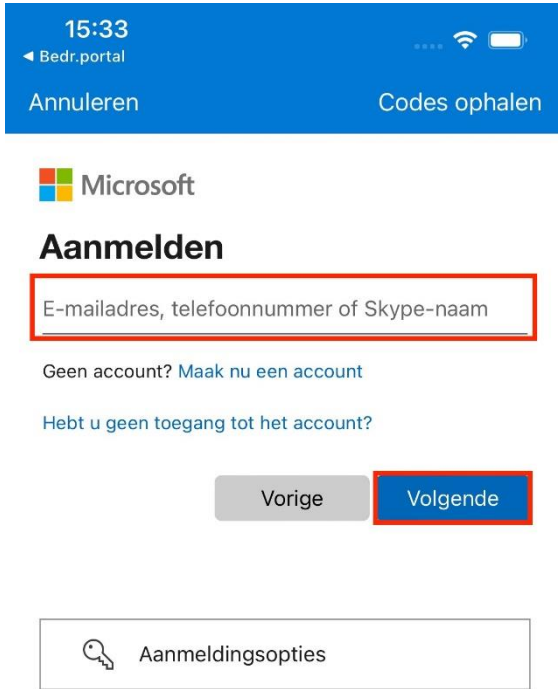 15:33
◀ Bedr.portal
Annuleren Codes ophalen
Microsoft
Aanmelden
E-mailadres, telefoonnummer of Skype-naam
Geen account? Maak nu een account
Hebt u geen toegang tot het account?
Vorige Volgende
Aanmeldingsopties